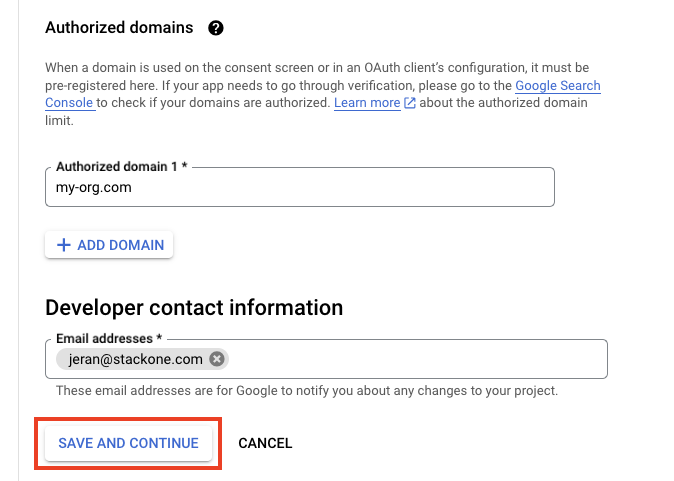 Authorized domains ?
When a domain is used on the consent screen or in an OAuth client's configuration, it must be
pre-registered here. If your app needs to go through verification, please go to the Google Search
Console to check if your domains are authorized. Learn more about the authorized domain
limit.
Authorized domain 1 *
my-org.com
+ ADD DOMAIN
Developer contact information
Email addresses *
jeran@stackone.com
These email addresses are for Google to notify you about any changes to your project.
SAVE AND CONTINUE CANCEL